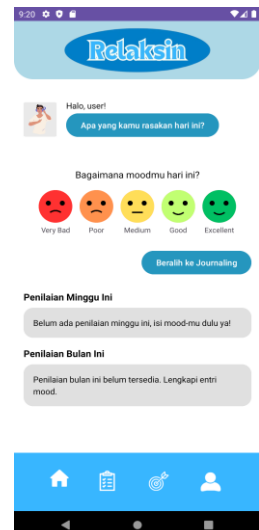 9:20
Relaksin
Halo, user!
Apa yang kamu rasakan hari ini?
Bagaimana moodmu hari ini?
Very Bad Poor Medium Good Excellent
Beralih ke Journaling
Penilaian Minggu Ini
Belum ada penilaian minggu ini, isi mood-mu dulu ya!
Penilaian Bulan Ini
Penilaian bulan ini belum tersedia. Lengkapi entri
mood.